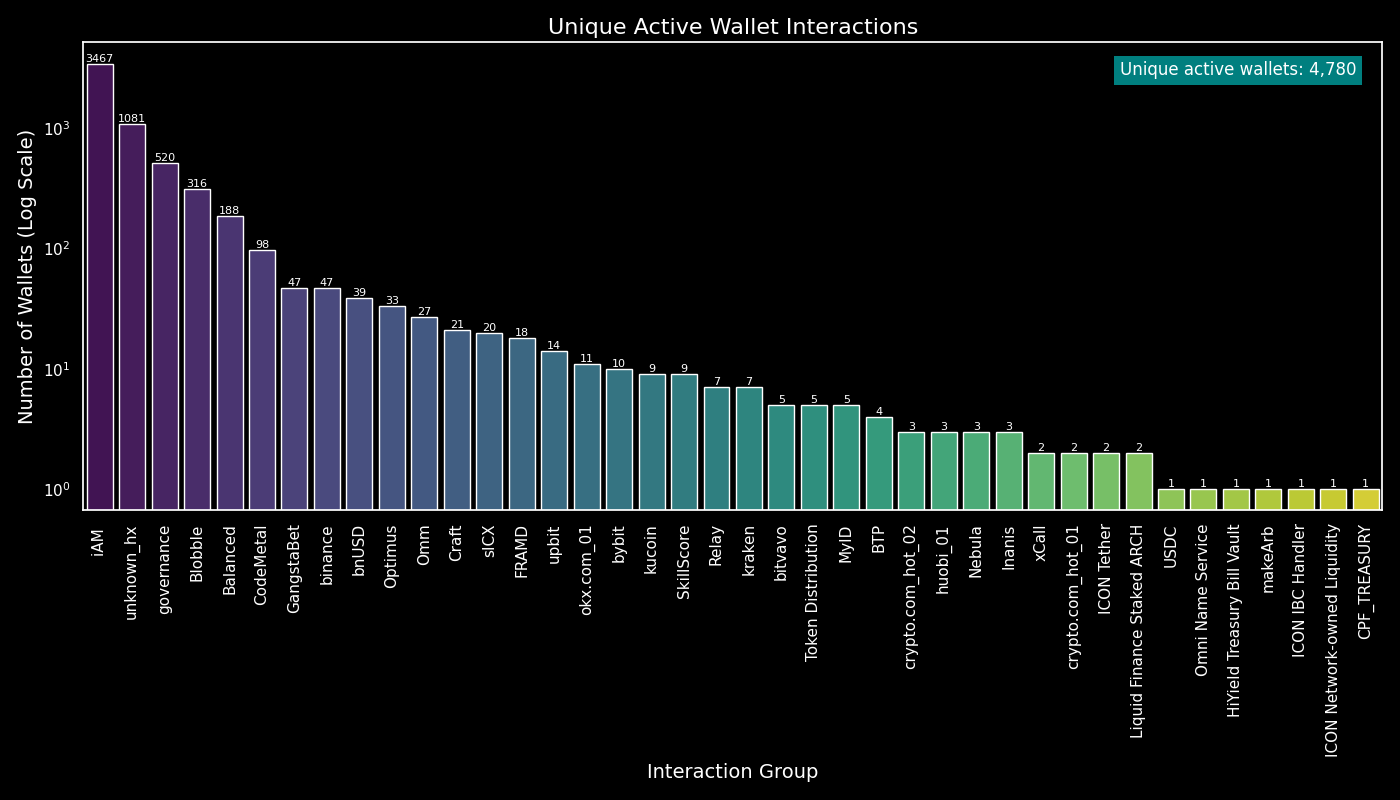 Unique Active Wallet Interactions
Unique active wallets: 4,780
Number of Wallets (Log Scale)
10³
10²
10¹
10⁰
3467
1081
520
316
188
98
47
47
39
33
27
21
20
18
14
11
10
9
9
7
7
5
5
5
4
3
3
3
3
2
2
2
2
1
1
1
1
1
1
1
iAM
unknown_hx
governance
Blobble
Balanced
CodeMetal
GangstaBet
binance
bnUSD
Optimus
Omm
Craft
sICX
FRAMD
upbit
okx.com_01
bybit
kucoin
SkillScore
Relay
kraken
bitvavo
Token Distribution
MyID
BTP
crypto.com_hot_02
huobi_01
Nebula
Inanis
xCall
crypto.com_hot_01
ICON Tether
Liquid Finance Staked ARCH
USDC
Omni Name Service
HiYield Treasury Bill Vault
makeArb
ICON IBC Handler
ICON Network-owned Liquidity
CPF_TREASURY
Interaction Group